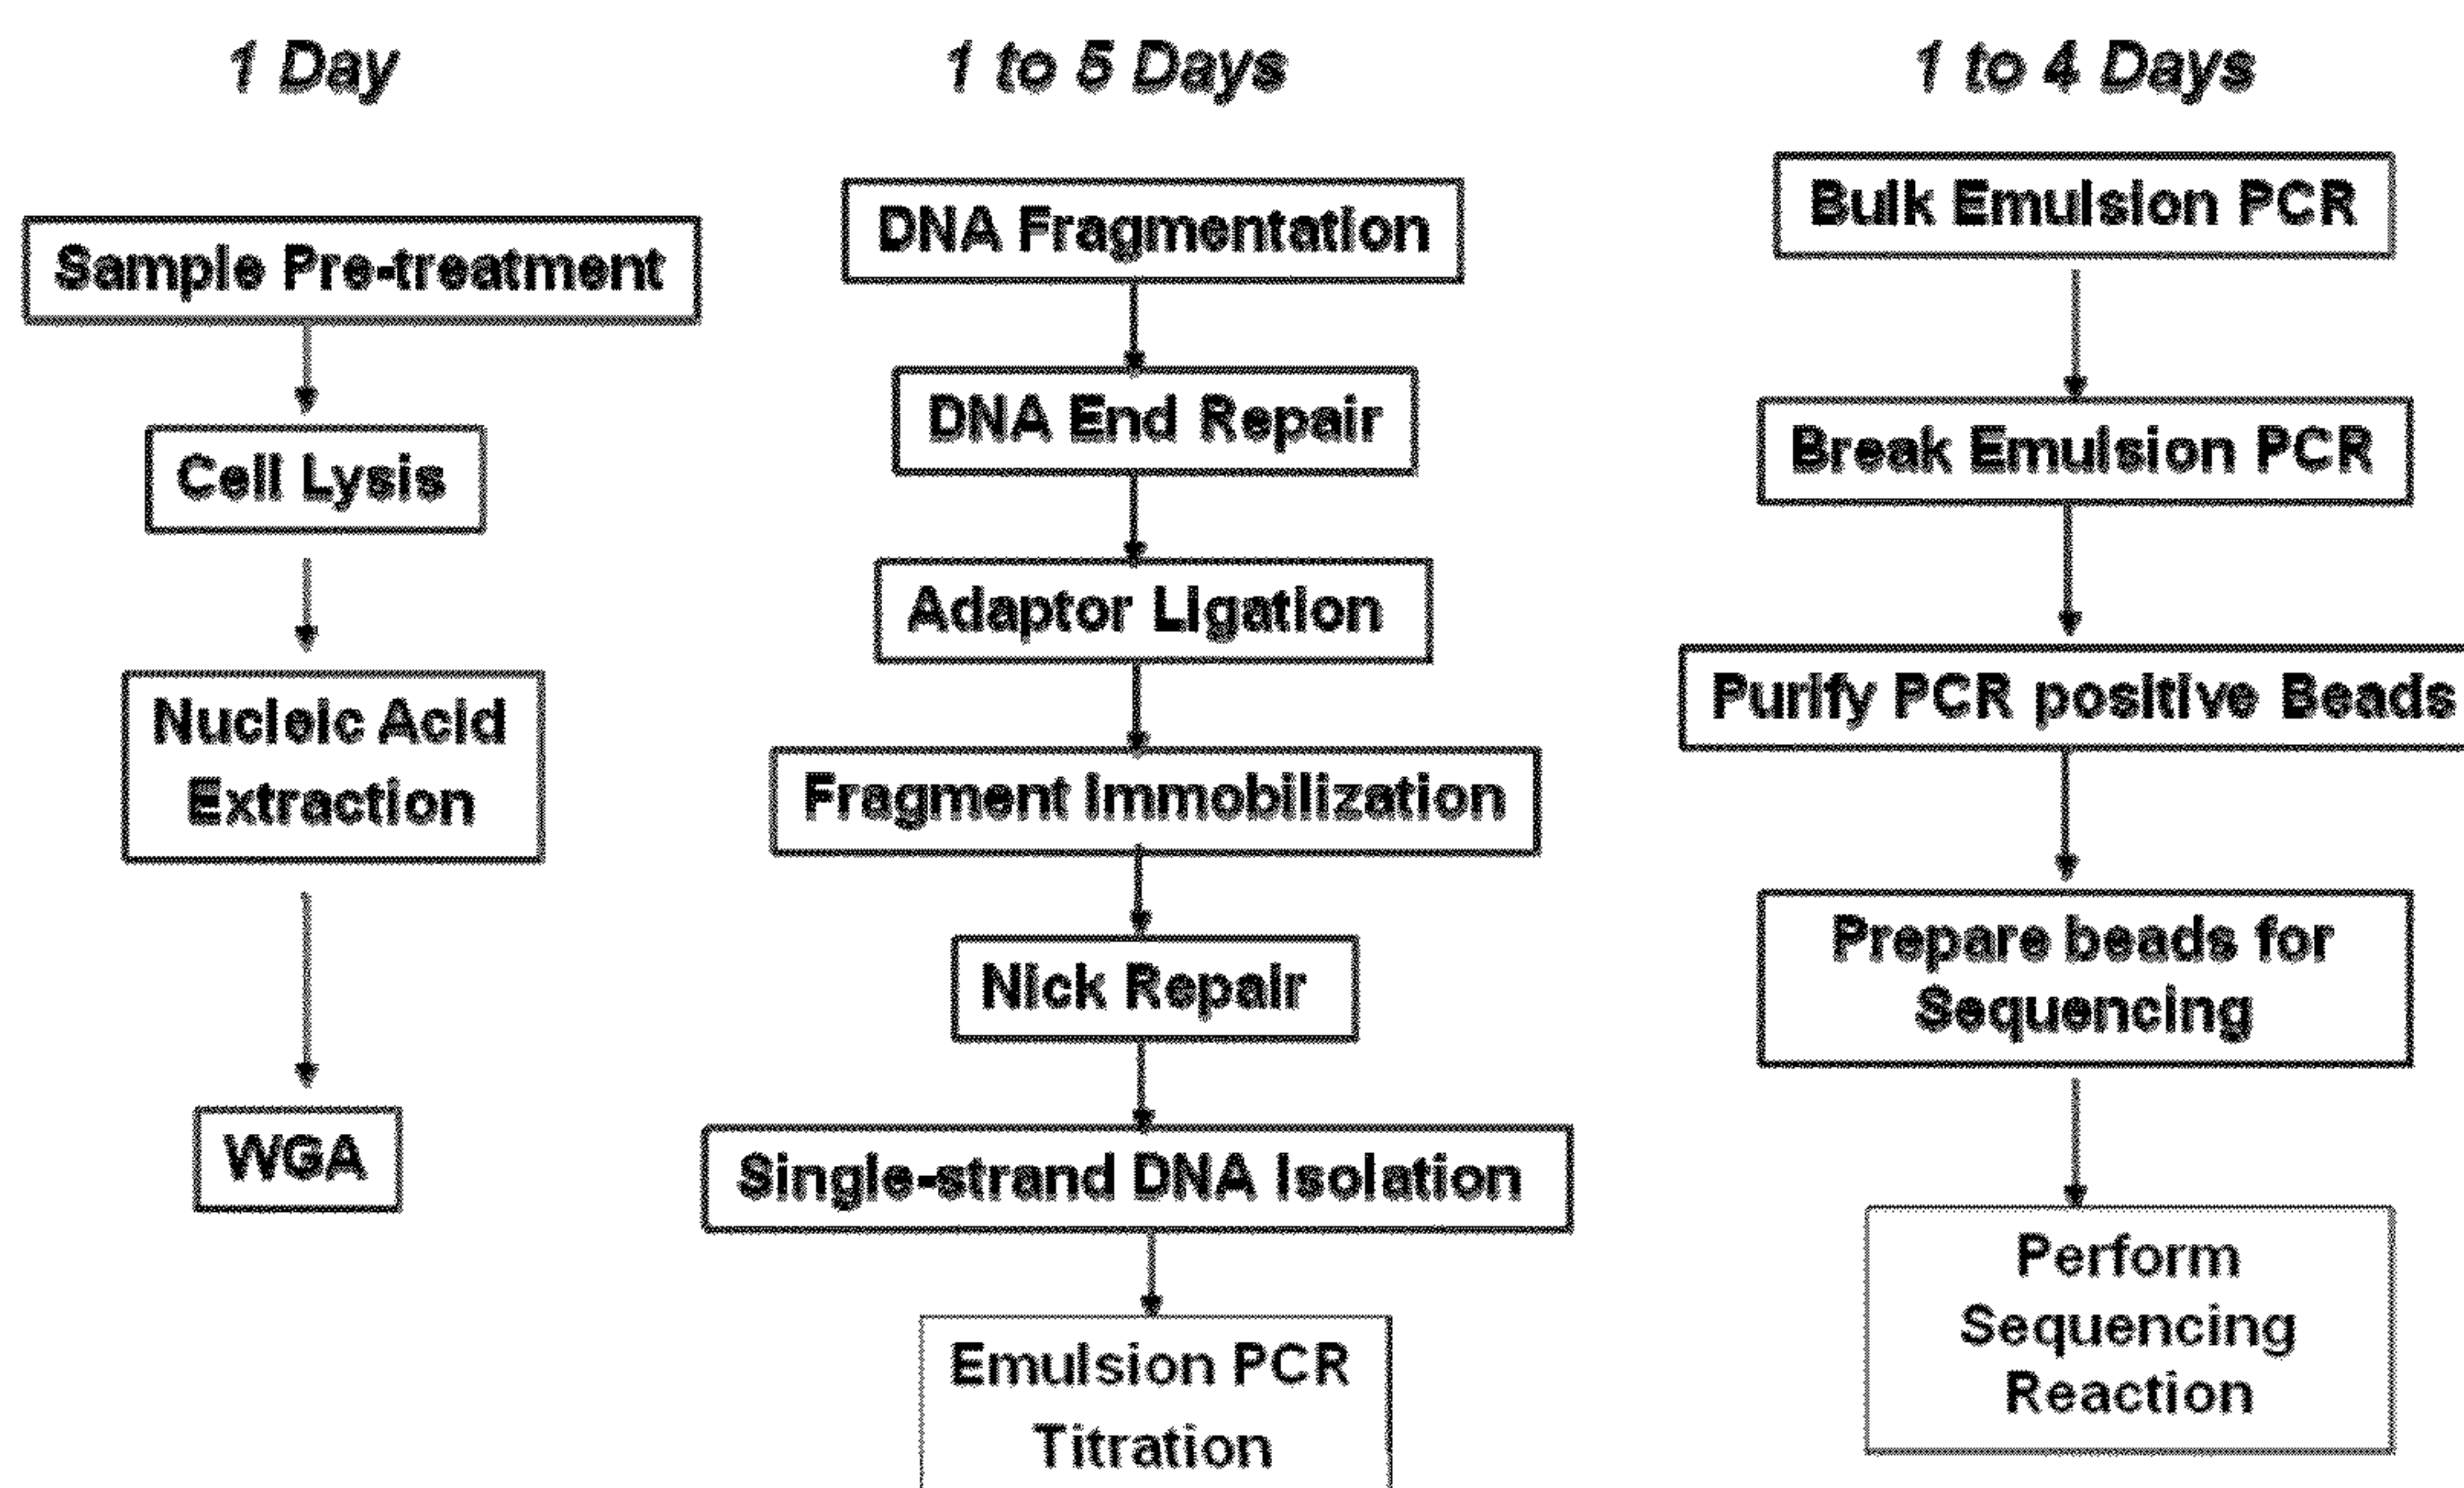 1 Day
Sample Pre-treatment
Cell Lysis
Nucleic Acid
Extraction
WGA
1 to 5 Days
DNA Fragmentation
DNA End Repair
Adaptor Ligation
Fragment Immobilization
Nick Repair
Single-strand DNA Isolation
Emulsion PCR
Titration
1 to 4 Days
Bulk Emulsion PCR
Break Emulsion PCR
Purify PCR positive Beads
Prepare beads for
Sequencing
Perform
Sequencing
Reaction